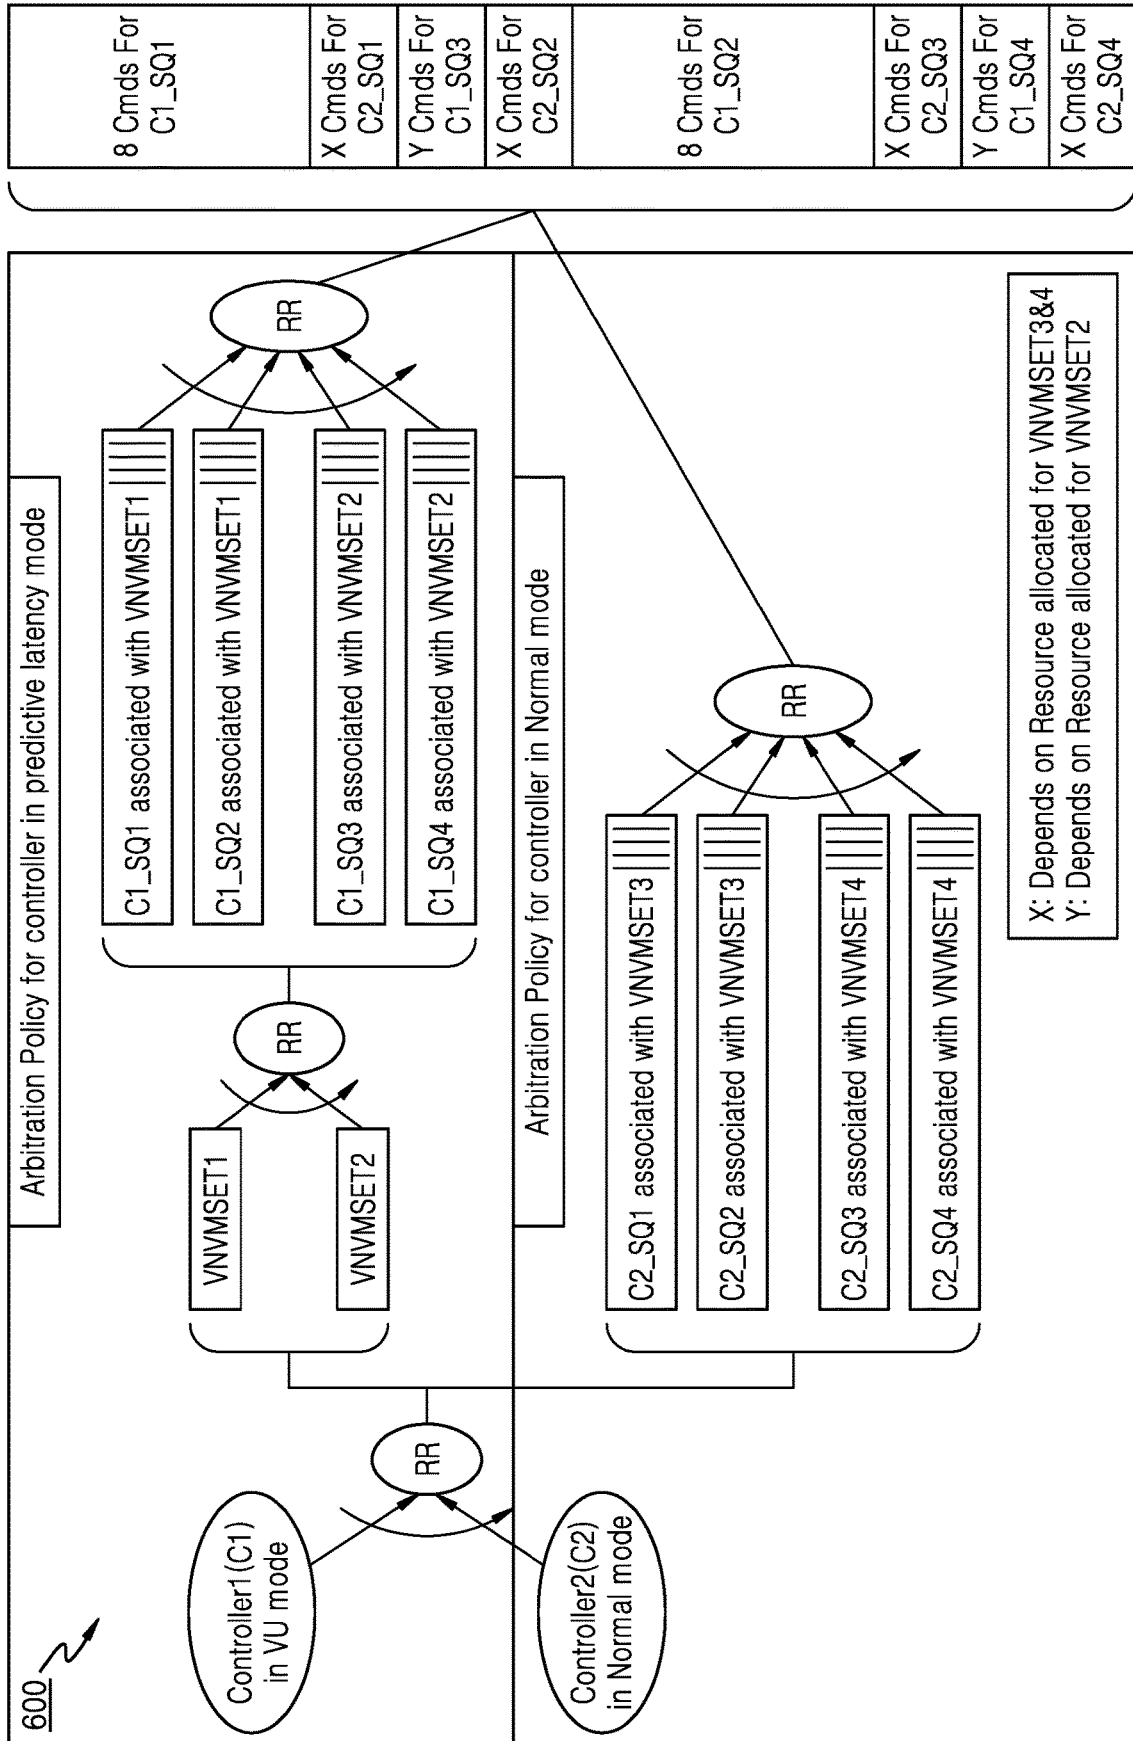 600
Arbitration Policy for controller in predictive latency mode
Controller1(C1)
in VU mode
RR
VNVMSET1
VNVMSET2
RR
C1_SQ1 associated with VNVMSET1
C1_SQ2 associated with VNVMSET1
C1_SQ3 associated with VNVMSET2
C1_SQ4 associated with VNVMSET2
RR
Controller2(C2)
in Normal mode
Arbitration Policy for controller in Normal mode
C2_SQ1 associated with VNVMSET3
C2_SQ2 associated with VNVMSET3
C2_SQ3 associated with VNVMSET4
C2_SQ4 associated with VNVMSET4
RR
X: Depends on Resource allocated for VNVMSET3&4
Y: Depends on Resource allocated for VNVMSET2
8 Cmds For
C1_SQ1
X Cmds For
C2_SQ1
Y Cmds For
C1_SQ3
X Cmds For
C2_SQ2
8 Cmds For
C1_SQ2
X Cmds For
C2_SQ3
Y Cmds For
C1_SQ4
X Cmds For
C2_SQ4